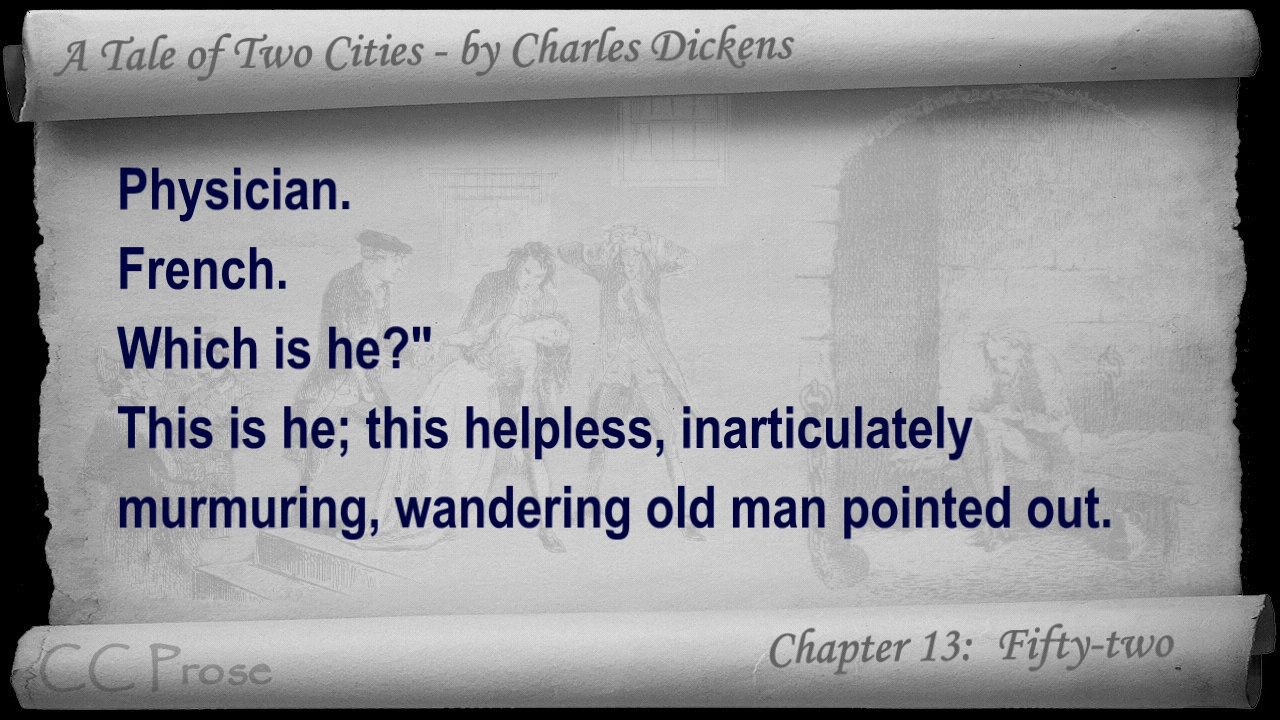 A Tale of Two Cities - by Charles Dickens
Physician.
French.
Which is he?"
This is he; this helpless, inarticulately
murmuring, wandering old man pointed out.
Chapter 13: Fifty-two
CC Prose